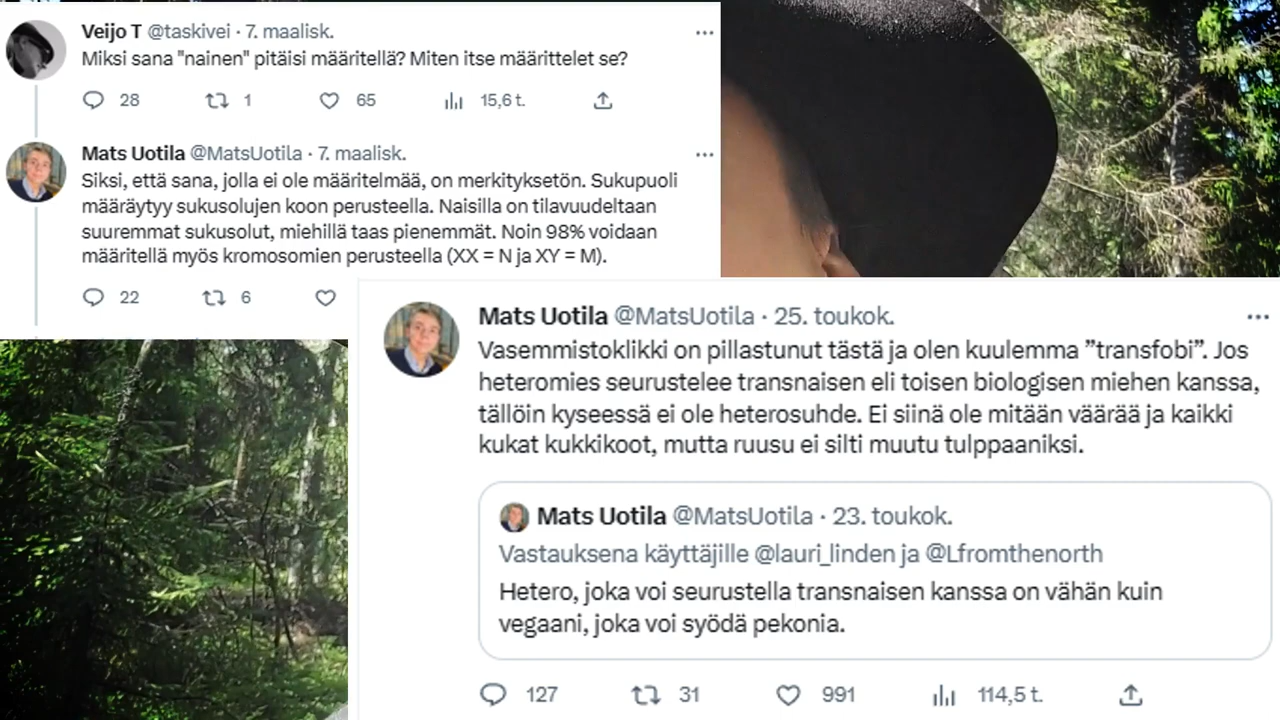 Veijo T @taskivei · 7. maalisk.
Miksi sana "nainen" pitäisi määritellä? Miten itse määrittelet se?
28 1 65 15,6 t.
Mats Uotila @MatsUotila · 7. maalisk.
Siksi, että sana, jolla ei ole määritelmää, on merkityksetön. Sukupuoli
määräytyy sukusolujen koon perusteella. Naisilla on tilavuudeltaan
suuremmat sukusolut, miehillä taas pienemmät. Noin 98% voidaan
määritellä myös kromosomien perusteella (XX = N ja XY = M).
22 6
Mats Uotila @MatsUotila · 25. toukok.
Vasemmistoklikki on pillastunut tästä ja olen kuulemma ”transfobi”. Jos
heteromies seurustelee transnaisen eli toisen biologisen miehen kanssa,
tällöin kyseessä ei ole heterosuhde. Ei siinä ole mitään väärää ja kaikki
kukat kukkikoot, mutta ruusu ei silti muutu tulppaaniksi.
Mats Uotila @MatsUotila · 23. toukok.
Vastauksena käyttäjille @lauri_linden ja @Lfromthenorth
Hetero, joka voi seurustella transnaisen kanssa on vähän kuin
vegaani, joka voi syödä pekonia.
127 31 991 114,5 t.